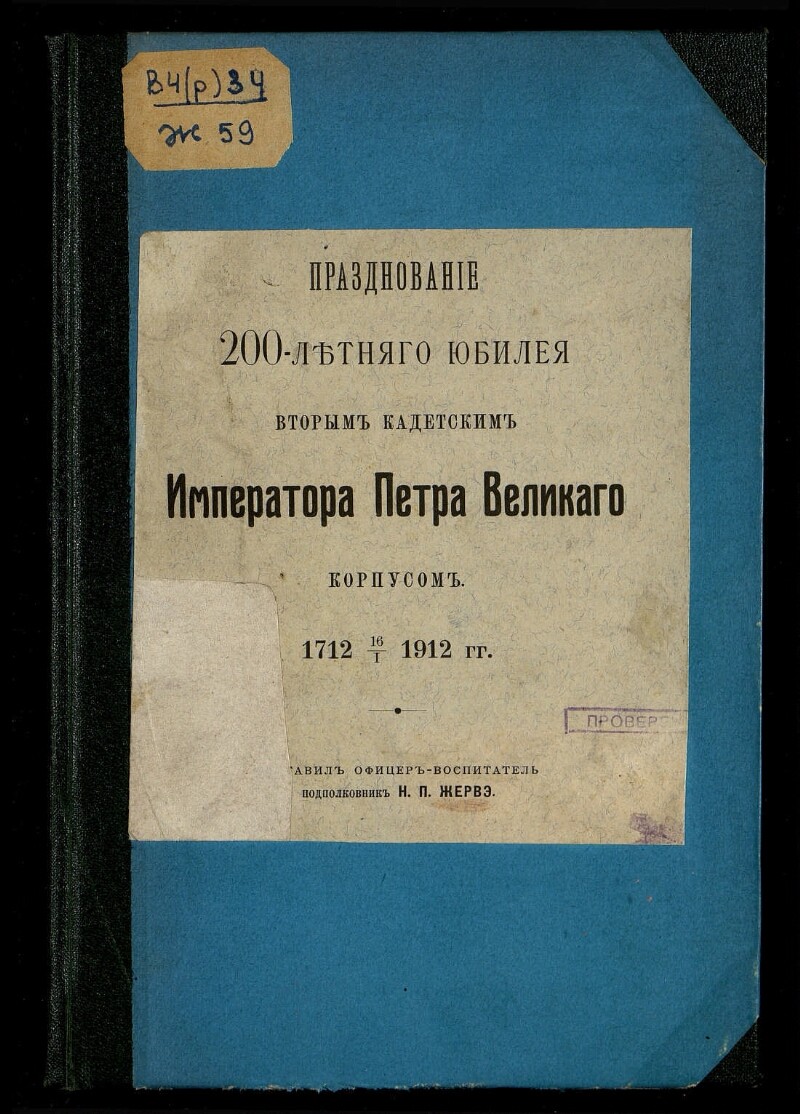 В4(р)34
Ж 59
ПРАЗДНОВАНІЕ
200-ЛѢТНЯГО ЮБИЛЕЯ
ВТОРЫМЪ КАДЕТСКИМЪ
Императора Петра Великаго
КОРПУСОМЪ.
1712 16/I 1912 гг.
ПРОВЕР
АВИЛЪ ОФИЦЕРЪ-ВОСПИТАТЕЛЬ
ПОДПОЛКОВНИКЪ Н. П. ЖЕРВЭ.